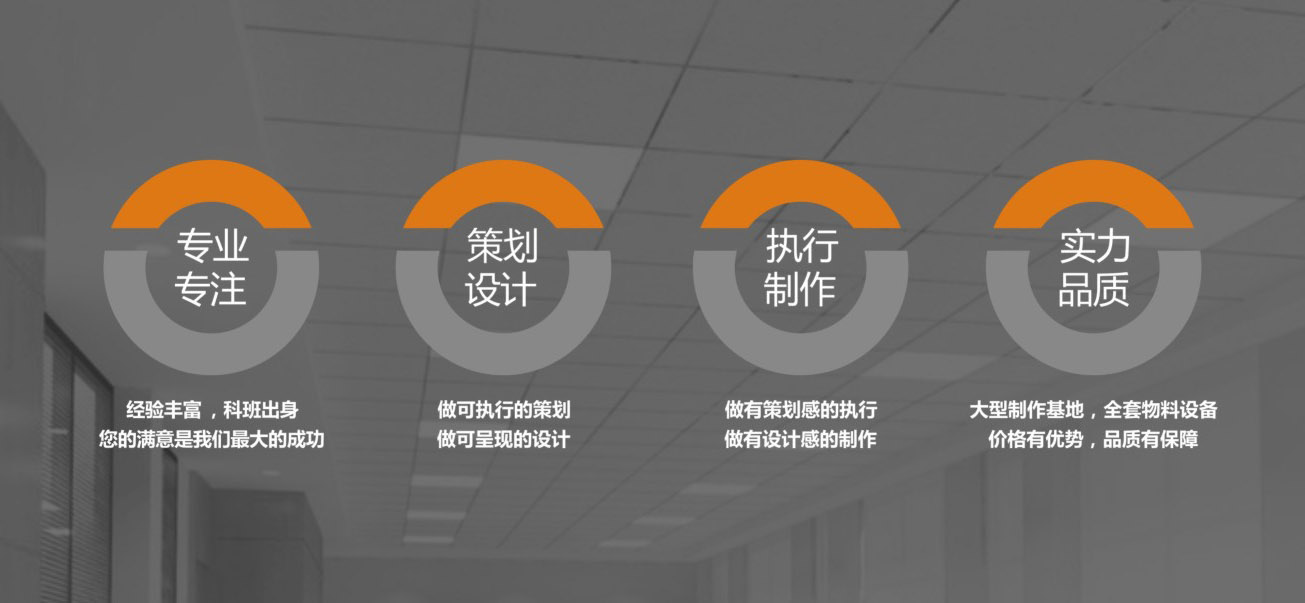 专业
专注
策划
设计
执行
制作
实力
品质
经验丰富，科班出身
您的满意是我们最大的成功
做可执行的策划
做可呈现的设计
做有策划感的执行
做有设计感的制作
大型制作基地，全套物料设备
价格有优势，品质有保障